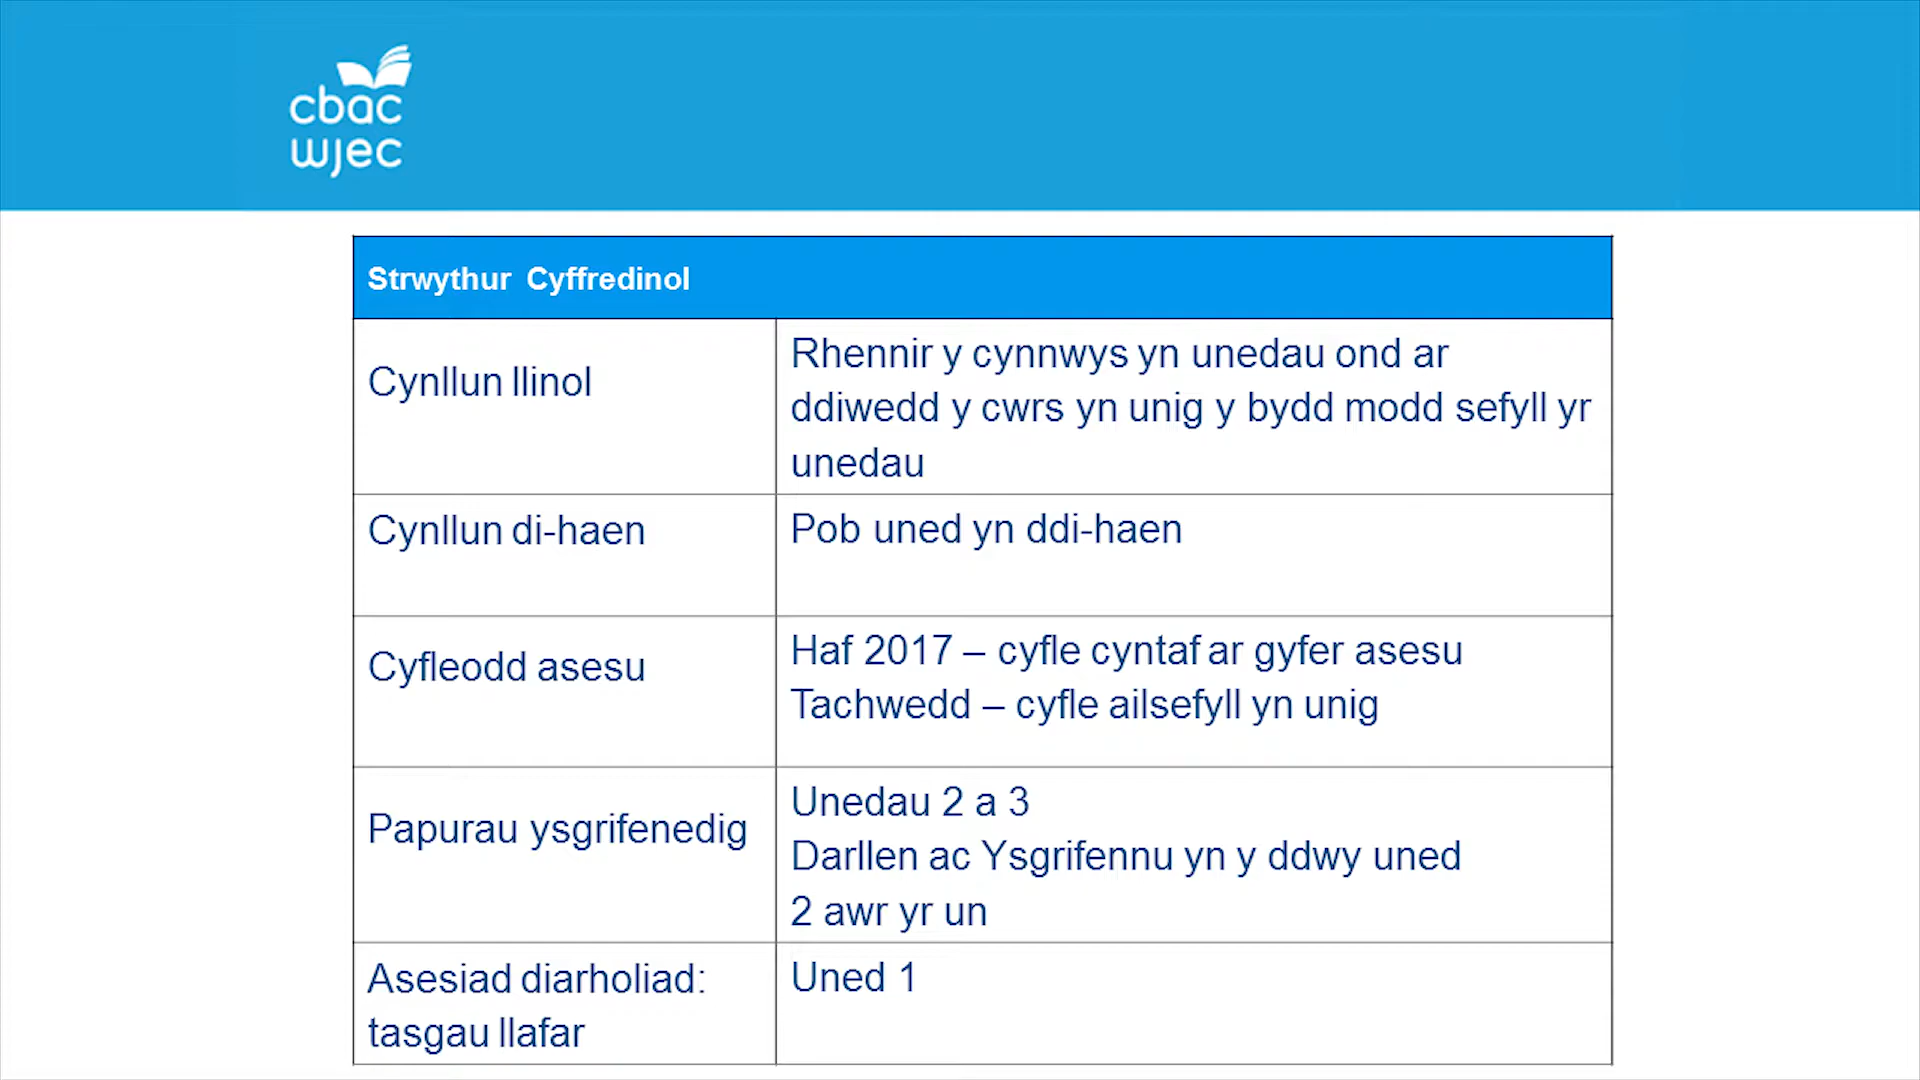 cbac
wjec
Strwythur Cyffredinol
Cynllun llinol
Rhennir y cynnwys yn unedau ond ar
ddiwedd y cwrs yn unig y bydd modd sefyll yr
unedau
Cynllun di-haen
Pob uned yn ddi-haen
Cyfleodd asesu
Haf 2017 – cyfle cyntaf ar gyfer asesu
Tachwedd – cyfle ailsefyll yn unig
Papurau ysgrifenedig
Unedau 2 a 3
Darllen ac Ysgrifennu yn y ddwy uned
2 awr yr un
Asesiad diarholiad:
tasgau llafar
Uned 1